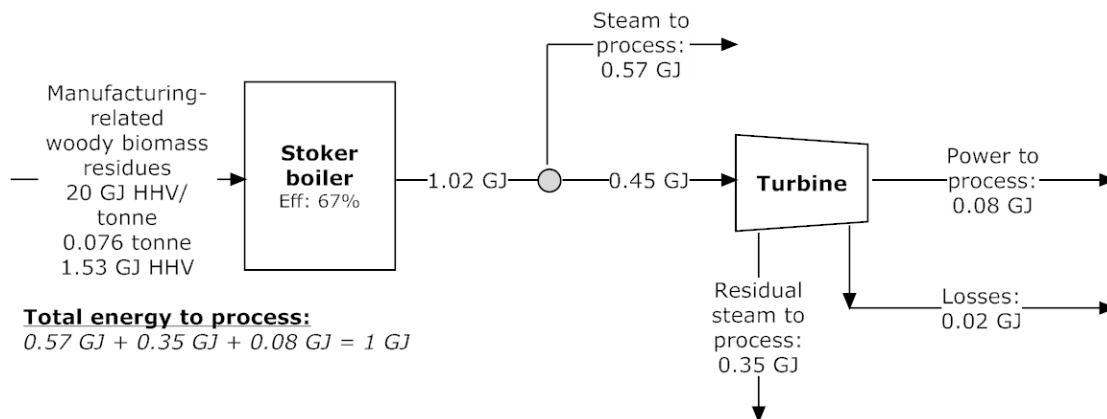 Manufacturing-
related
woody biomass
residues
20 GJ HHV/
tonne
0.076 tonne
1.53 GJ HHV
Stoker
boiler
Eff: 67%
1.02 GJ
Steam to
process:
0.57 GJ
0.45 GJ
Turbine
Power to
process:
0.08 GJ
Losses:
0.02 GJ
Residual
steam to
process:
0.35 GJ
Total energy to process:
0.57 GJ + 0.35 GJ + 0.08 GJ = 1 GJ